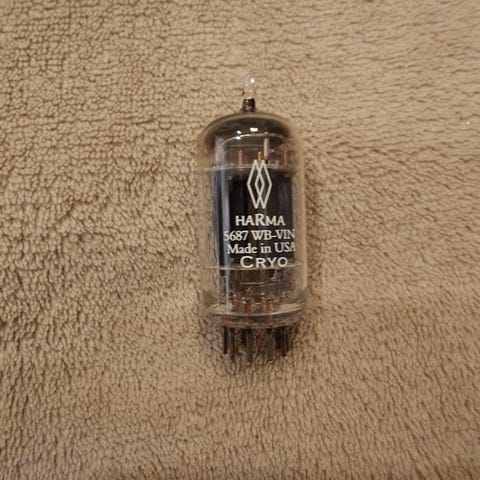 HARMA
5687 WB-VIN
Made in USA
CRYO